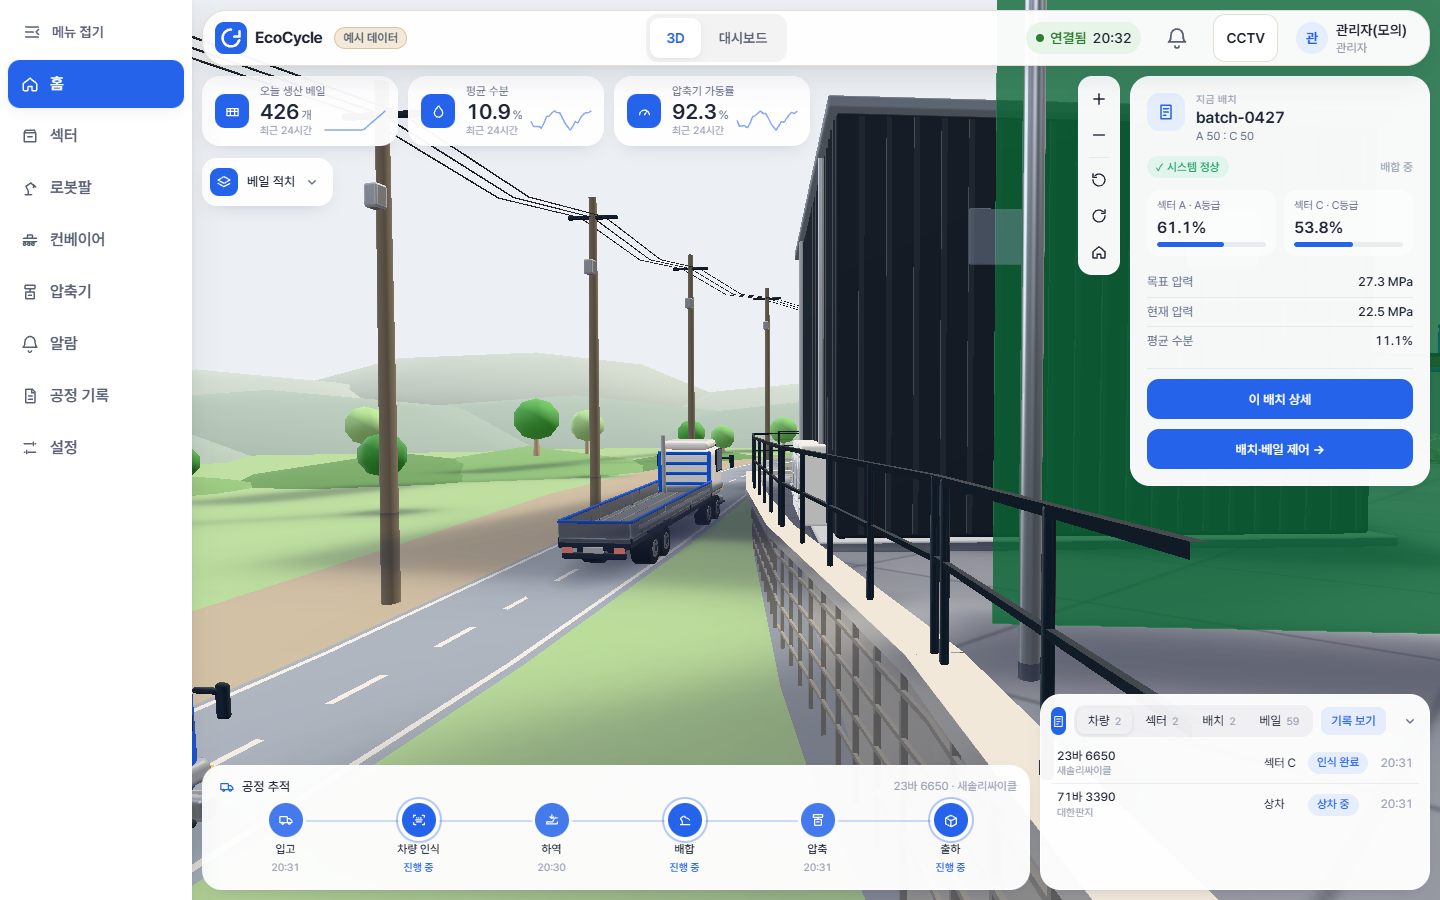 메뉴 접기
홈
섹터
로봇팔
컨베이어
압축기
알람
공정 기록
설정
EcoCycle
예시 데이터
3D
대시보드
연결됨 20:32
CCTV
관
관리자(모의)
관리자
오늘 생산 베일
426 개
최근 24시간
평균 수분
10.9 %
최근 24시간
압축기 가동률
92.3 %
최근 24시간
베일 적치
지금 배치
batch-0427
A 50 : C 50
✓ 시스템 정상
배합 중
섹터 A · A등급
61.1%
섹터 C · C등급
53.8%
목표 압력 27.3 MPa
현재 압력 22.5 MPa
평균 수분 11.1%
이 배치 상세
배치·베일 제어 →
공정 추적
23바 6650 · 새솔리싸이클
입고
20:31
차량 인식
진행 중
하역
20:30
배합
진행 중
압축
20:31
출하
진행 중
차량 2
섹터 2
배치 2
베일 59
기록 보기
23바 6650
새솔리싸이클
섹터 C
인식 완료
20:31
71바 3390
대한판지
상차
상차 중
20:31